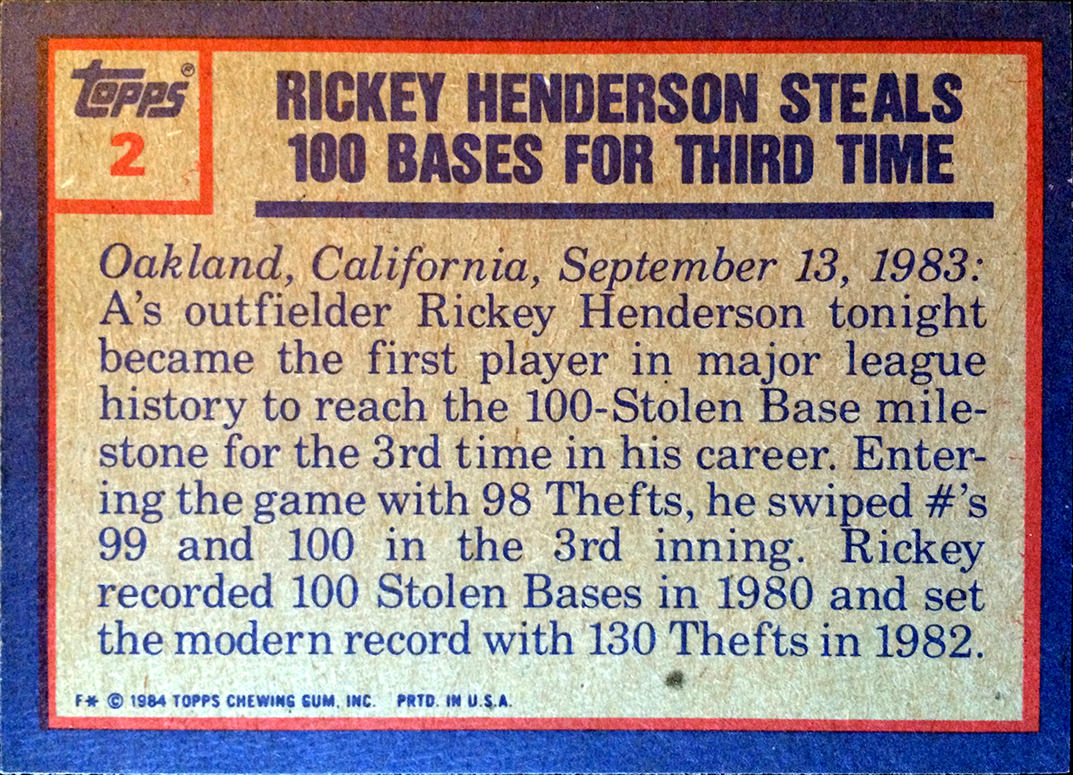 Topps®
2
RICKEY HENDERSON STEALS
100 BASES FOR THIRD TIME
Oakland, California, September 13, 1983:
A's outfielder Rickey Henderson tonight
became the first player in major league
history to reach the 100-Stolen Base mile-
stone for the 3rd time in his career. Enter-
ing the game with 98 Thefts, he swiped #'s
99 and 100 in the 3rd inning. Rickey
recorded 100 Stolen Bases in 1980 and set
the modern record with 130 Thefts in 1982.
F* © 1984 TOPPS CHEWING GUM, INC. PRTD. IN U.S.A.